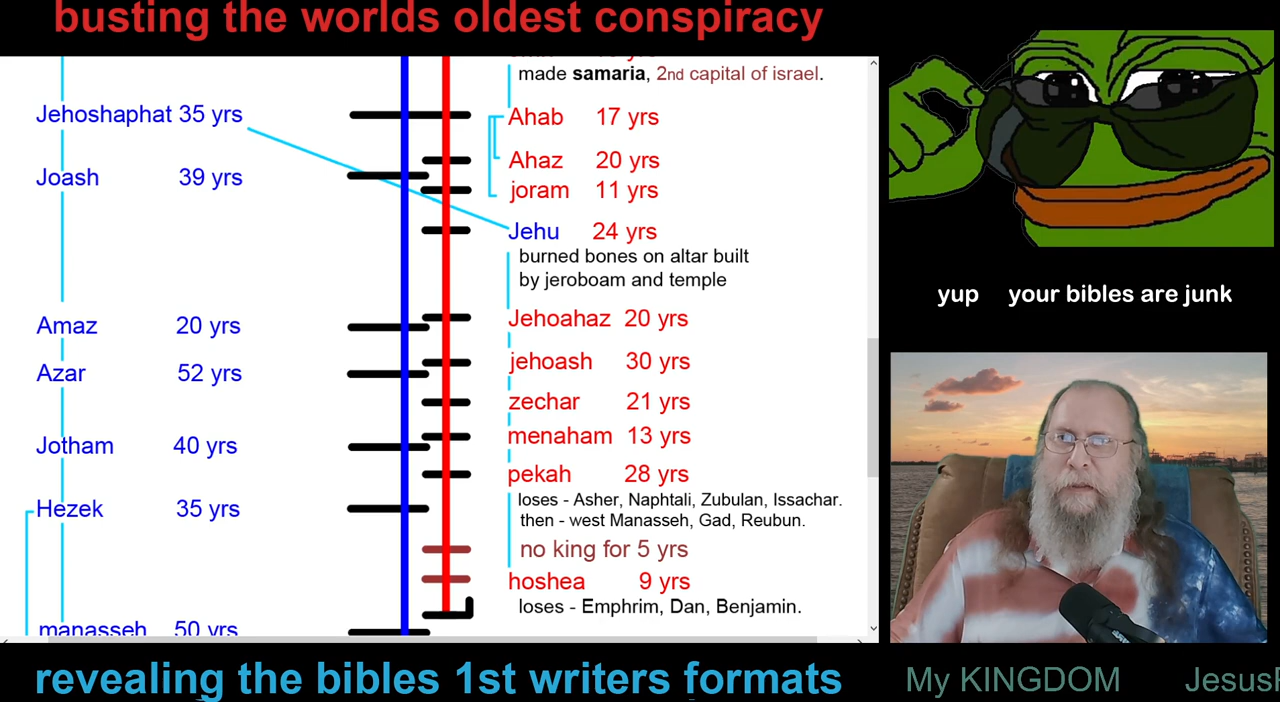 busting the worlds oldest conspiracy
made samaria, 2nd capital of israel.
Jehoshaphat 35 yrs
Ahab 17 yrs
Ahaz 20 yrs
Joash 39 yrs
joram 11 yrs
Jehu 24 yrs
burned bones on altar built
by jeroboam and temple
Amaz 20 yrs
Jehoahaz 20 yrs
Azar 52 yrs
jehoash 30 yrs
zechar 21 yrs
Jotham 40 yrs
menaham 13 yrs
pekah 28 yrs
loses - Asher, Naphtali, Zubulan, Issachar.
then - west Manasseh, Gad, Reubun.
Hezek 35 yrs
no king for 5 yrs
hoshea 9 yrs
loses - Emphrim, Dan, Benjamin.
manasseh 50 yrs
yup your bibles are junk
revealing the bibles 1st writers formats
My KINGDOM